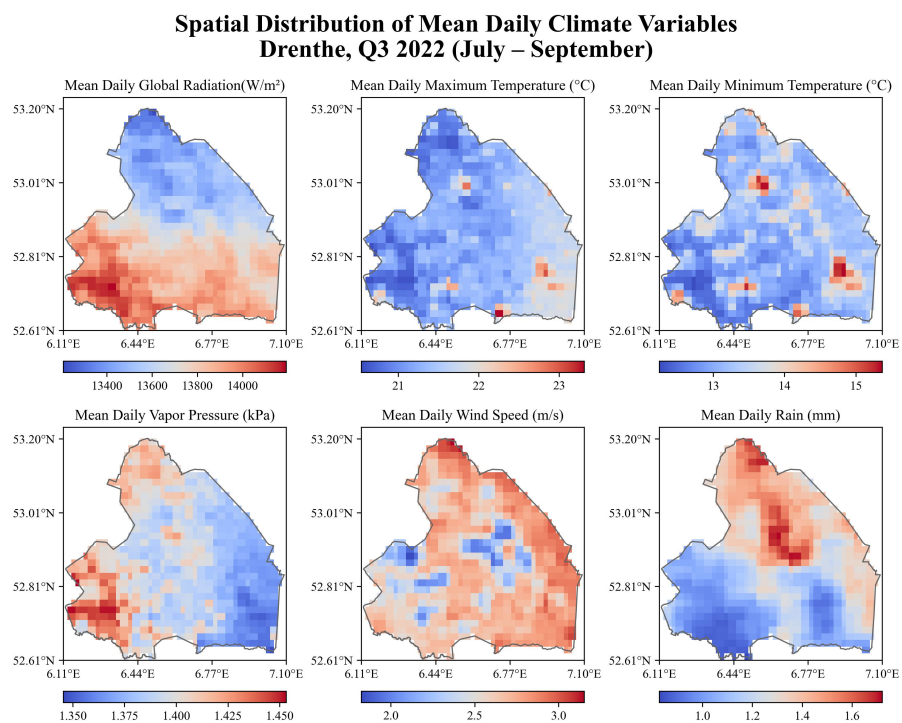 Spatial Distribution of Mean Daily Climate Variables
Drenthe, Q3 2022 (July – September)
Mean Daily Global Radiation(W/m²)
53.20°N
53.01°N
52.81°N
52.61°N
6.11°E 6.44°E 6.77°E 7.10°E
13400 13600 13800 14000
Mean Daily Maximum Temperature (°C)
53.20°N
53.01°N
52.81°N
52.61°N
6.11°E 6.44°E 6.77°E 7.10°E
21 22 23
Mean Daily Minimum Temperature (°C)
53.20°N
53.01°N
52.81°N
52.61°N
6.11°E 6.44°E 6.77°E 7.10°E
13 14 15
Mean Daily Vapor Pressure (kPa)
53.20°N
53.01°N
52.81°N
52.61°N
6.11°E 6.44°E 6.77°E 7.10°E
1.350 1.375 1.400 1.425 1.450
Mean Daily Wind Speed (m/s)
53.20°N
53.01°N
52.81°N
52.61°N
6.11°E 6.44°E 6.77°E 7.10°E
2.0 2.5 3.0
Mean Daily Rain (mm)
53.20°N
53.01°N
52.81°N
52.61°N
6.11°E 6.44°E 6.77°E 7.10°E
1.0 1.2 1.4 1.6